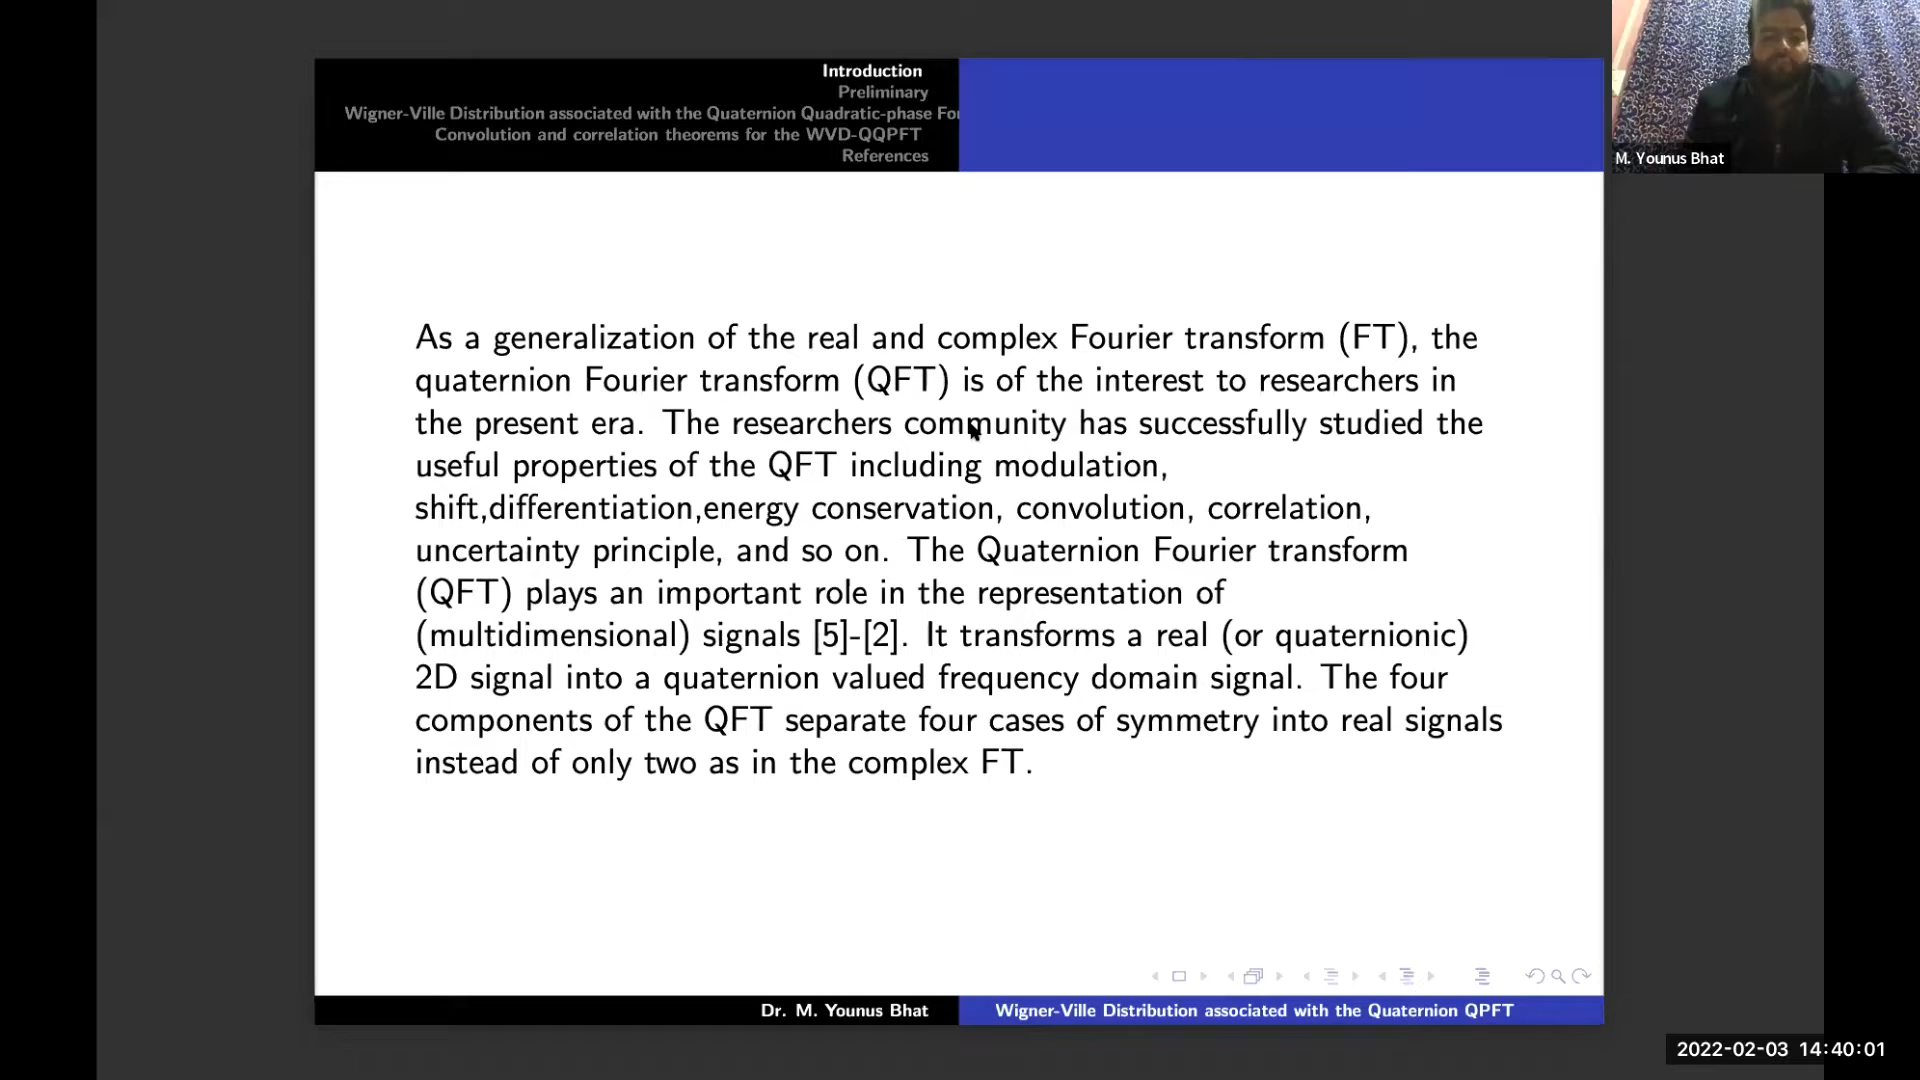 Introduction
Preliminary
Wigner-Ville Distribution associated with the Quaternion Quadratic-phase Fo
Convolution and correlation theorems for the WVD-QQPFT
References
M. Younus Bhat
As a generalization of the real and complex Fourier transform (FT), the
quaternion Fourier transform (QFT) is of the interest to researchers in
the present era. The researchers community has successfully studied the
useful properties of the QFT including modulation,
shift,differentiation,energy conservation, convolution, correlation,
uncertainty principle, and so on. The Quaternion Fourier transform
(QFT) plays an important role in the representation of
(multidimensional) signals [5]-[2]. It transforms a real (or quaternionic)
2D signal into a quaternion valued frequency domain signal. The four
components of the QFT separate four cases of symmetry into real signals
instead of only two as in the complex FT.
Dr. M. Younus Bhat
Wigner-Ville Distribution associated with the Quaternion QPFT
2022-02-03 14:40:01